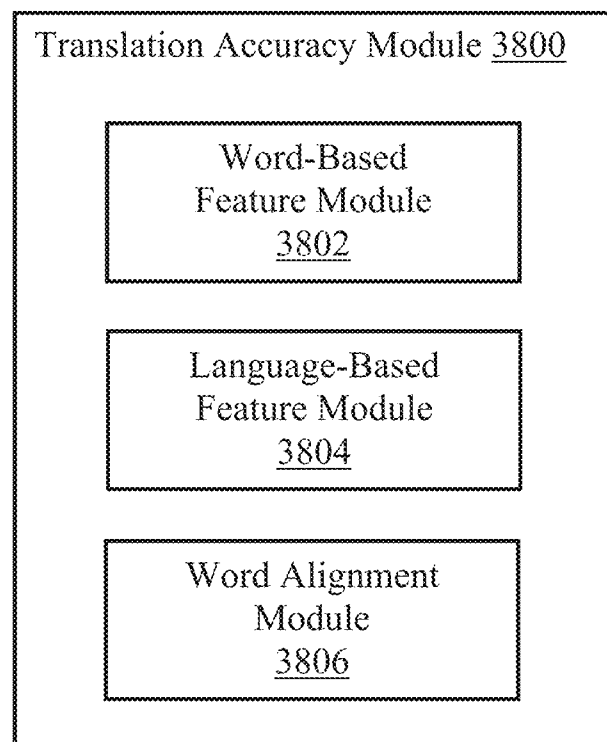 Translation Accuracy Module 3800
Word-Based
Feature Module
3802
Language-Based
Feature Module
3804
Word Alignment
Module
3806